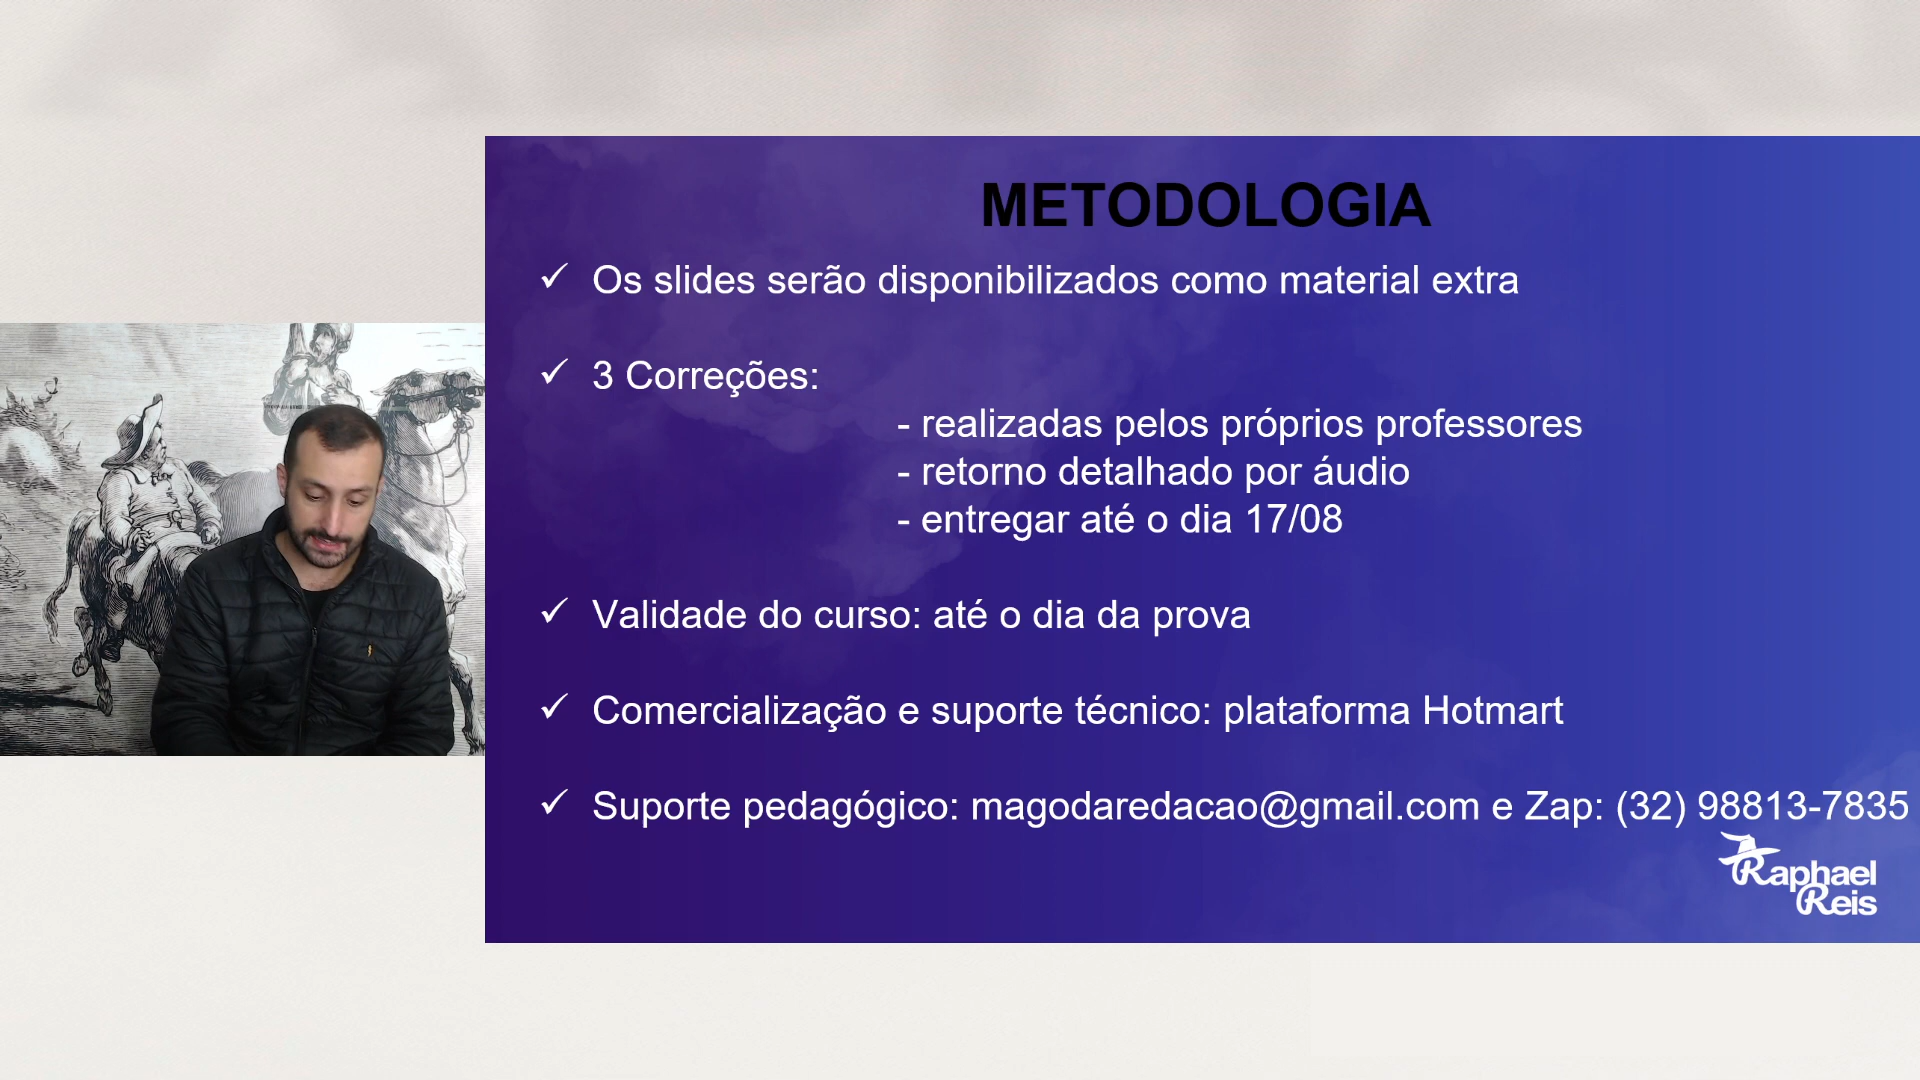 METODOLOGIA
✓ Os slides serão disponibilizados como material extra
✓ 3 Correções:
- realizadas pelos próprios professores
- retorno detalhado por áudio
- entregar até o dia 17/08
✓ Validade do curso: até o dia da prova
✓ Comercialização e suporte técnico: plataforma Hotmart
✓ Suporte pedagógico: magodaredacao@gmail.com e Zap: (32) 98813-7835
Raphael
Reis